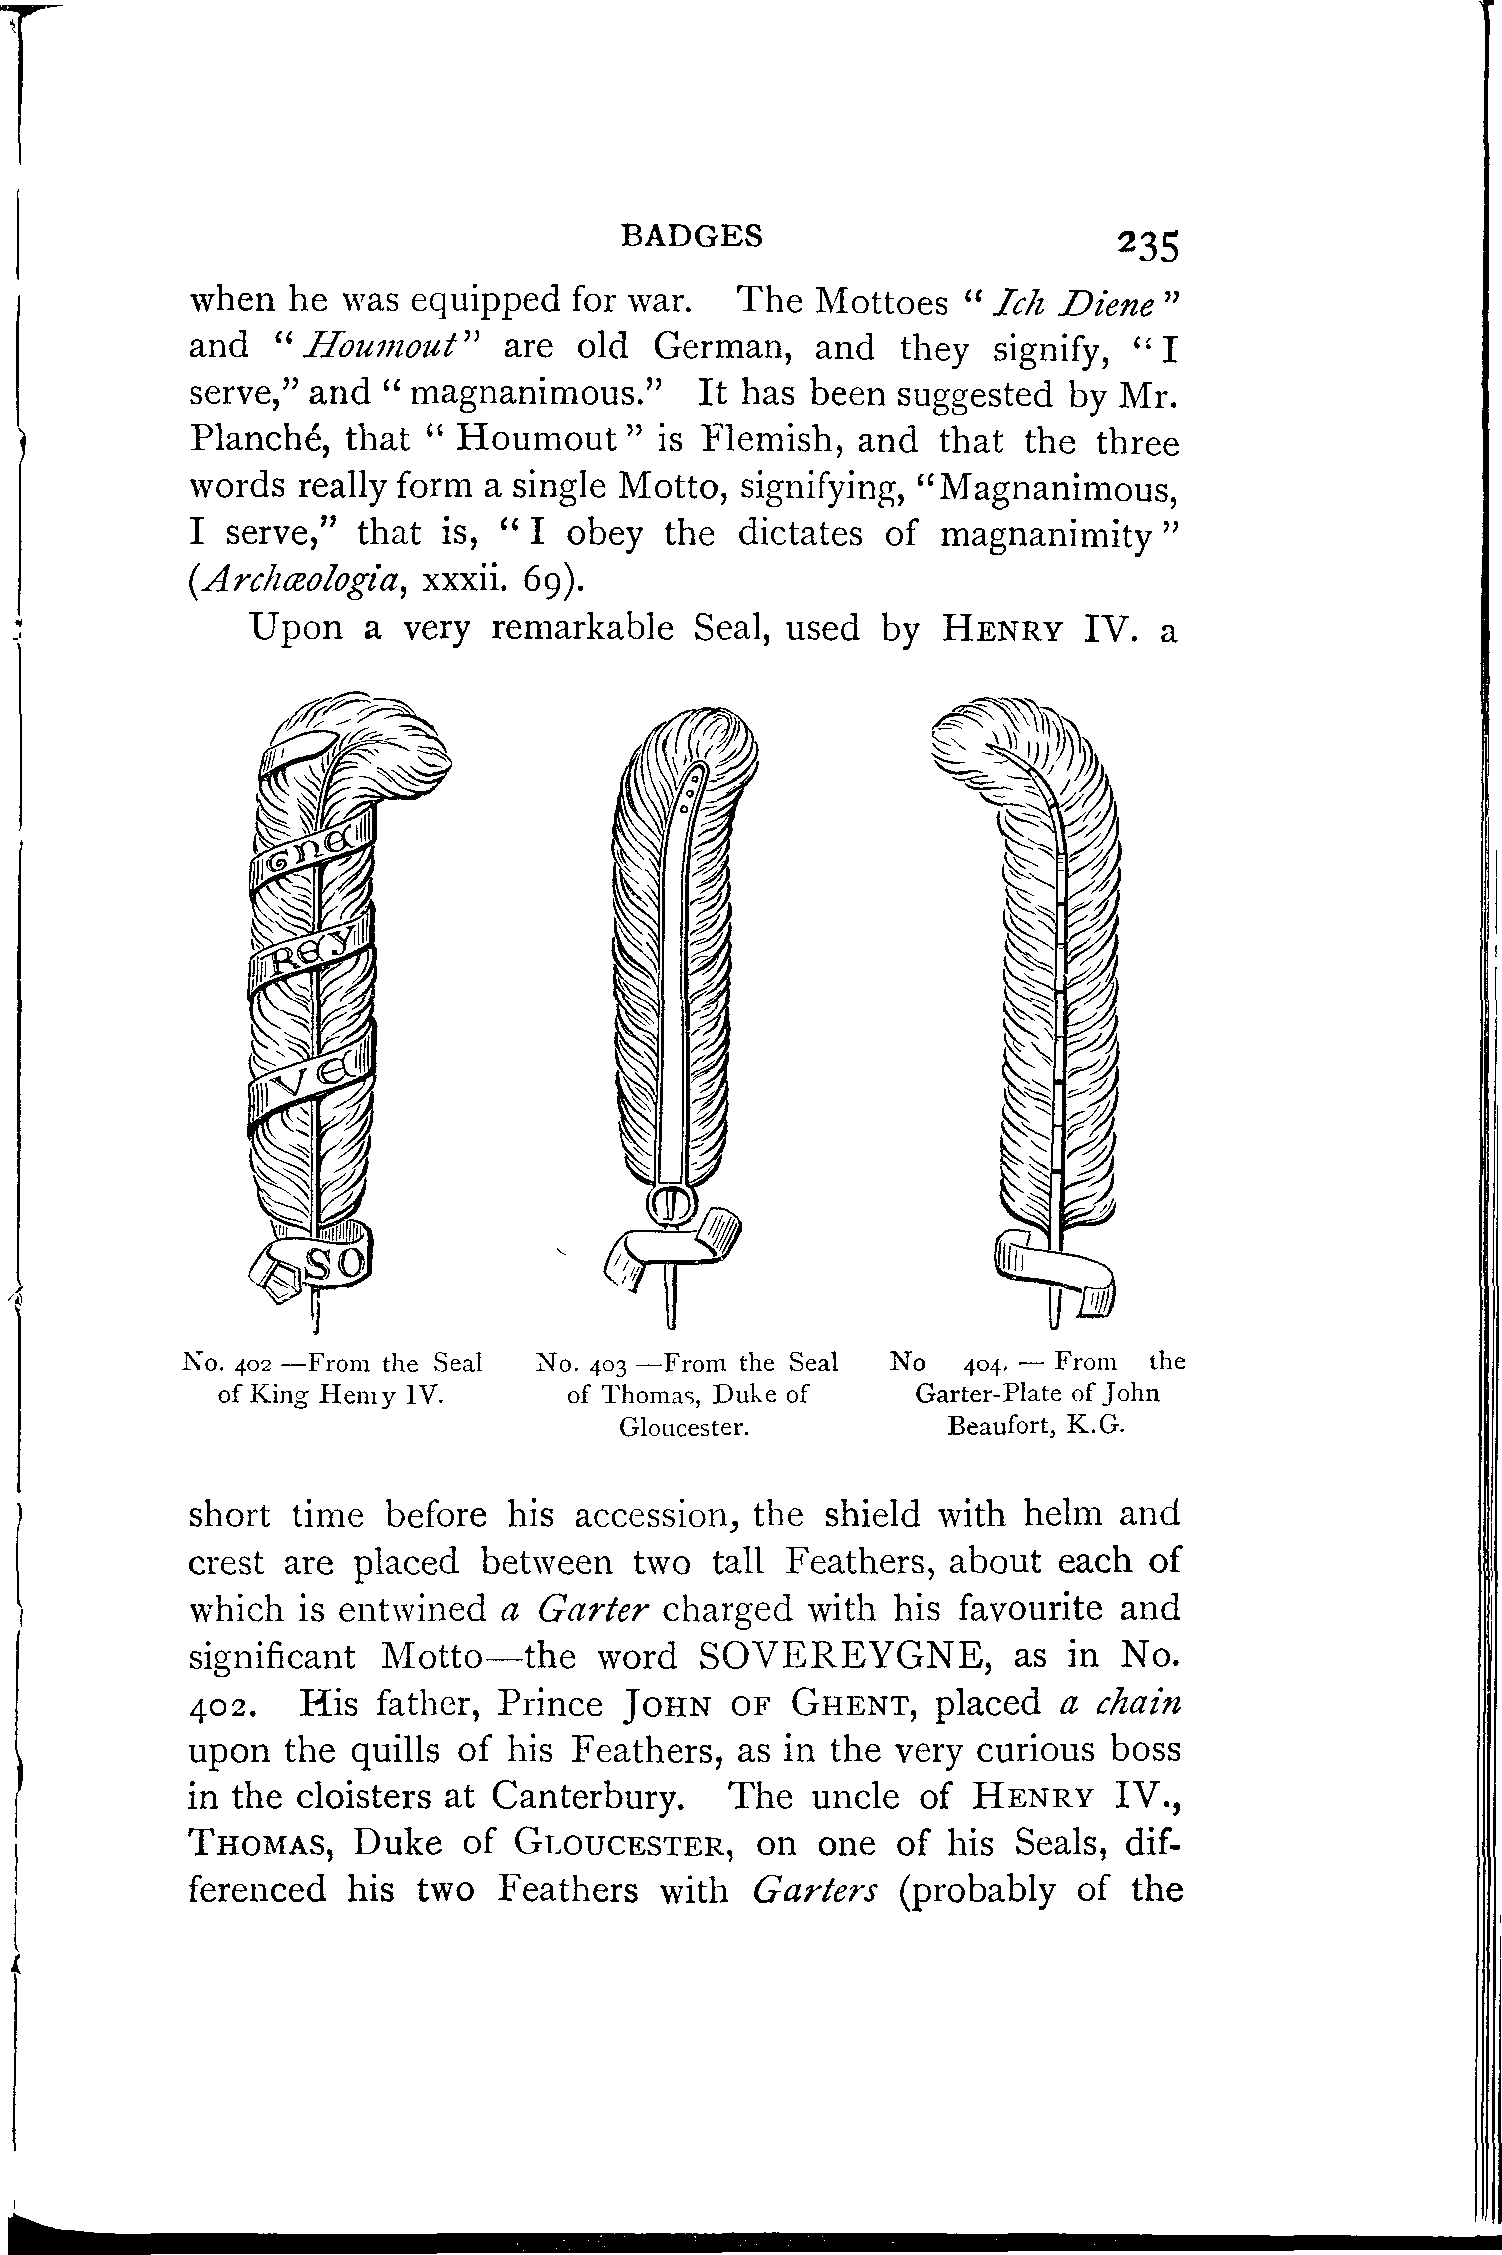 BADGES 235
when he was equipped for war. The Mottoes “ Ich Diene ”
and “ Houmout” are old German, and they signify, “ I
serve,” and “ magnanimous.” It has been suggested by Mr.
Planché, that “ Houmout ” is Flemish, and that the three
words really form a single Motto, signifying, “Magnanimous,
I serve,” that is, “ I obey the dictates of magnanimity ”
(Archæologia, xxxii. 69).
Upon a very remarkable Seal, used by HENRY IV. a
GNE
REY
VE
SO
No. 402 —From the Seal
of King Henry IV.
No. 403 —From the Seal
of Thomas, Duke of
Gloucester.
No 404. — From the
Garter-Plate of John
Beaufort, K.G.
short time before his accession, the shield with helm and
crest are placed between two tall Feathers, about each of
which is entwined a Garter charged with his favourite and
significant Motto—the word SOVEREYGNE, as in No.
402. His father, Prince JOHN OF GHENT, placed a chain
upon the quills of his Feathers, as in the very curious boss
in the cloisters at Canterbury. The uncle of HENRY IV.,
THOMAS, Duke of GLOUCESTER, on one of his Seals, dif-
ferenced his two Feathers with Garters (probably of the